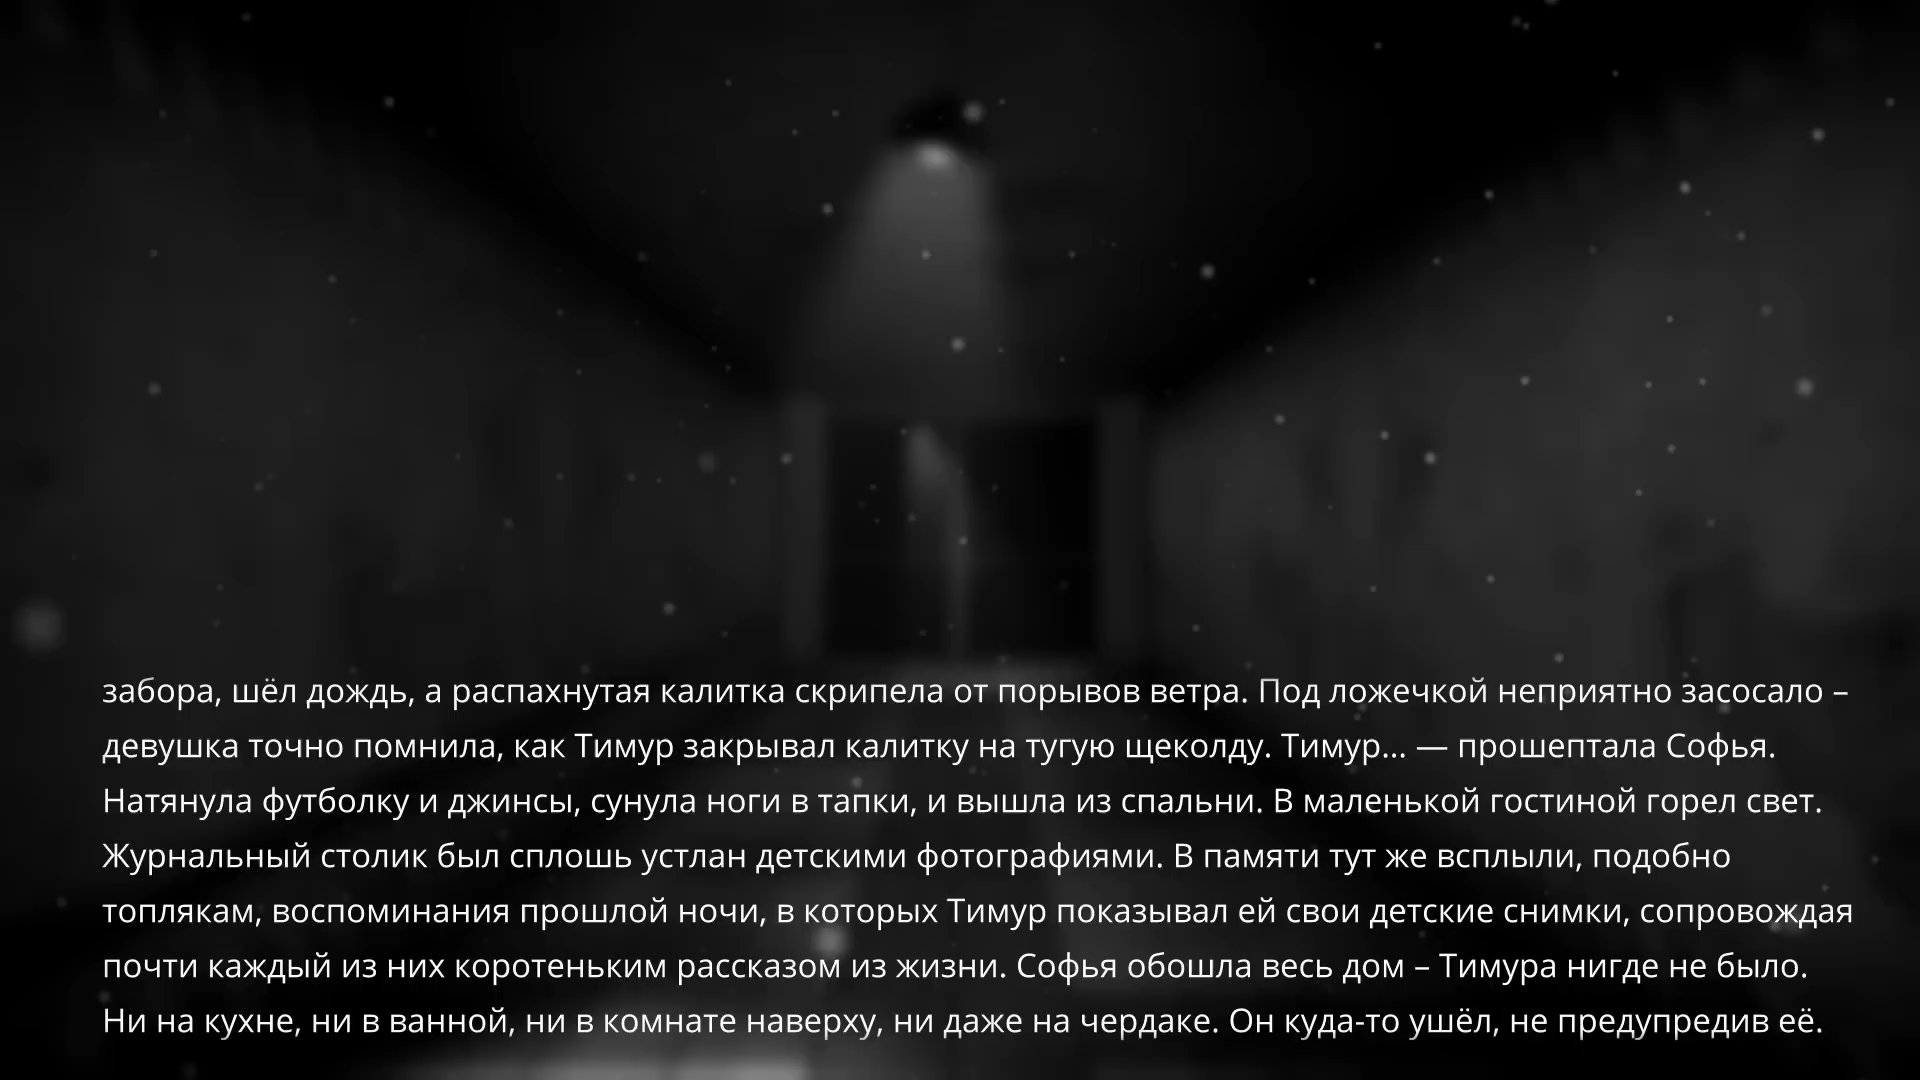 забора, шёл дождь, а распахнутая калитка скрипела от порывов ветра. Под ложечкой неприятно засосало –
девушка точно помнила, как Тимур закрывал калитку на тугую щеколду. Тимур... — прошептала Софья.
Натянула футболку и джинсы, сунула ноги в тапки, и вышла из спальни. В маленькой гостиной горел свет.
Журнальный столик был сплошь устлан детскими фотографиями. В памяти тут же всплыли, подобно
топлякам, воспоминания прошлой ночи, в которых Тимур показывал ей свои детские снимки, сопровождая
почти каждый из них коротеньким рассказом из жизни. Софья обошла весь дом – Тимура нигде не было.
Ни на кухне, ни в ванной, ни в комнате наверху, ни даже на чердаке. Он куда-то ушёл, не предупредив её.